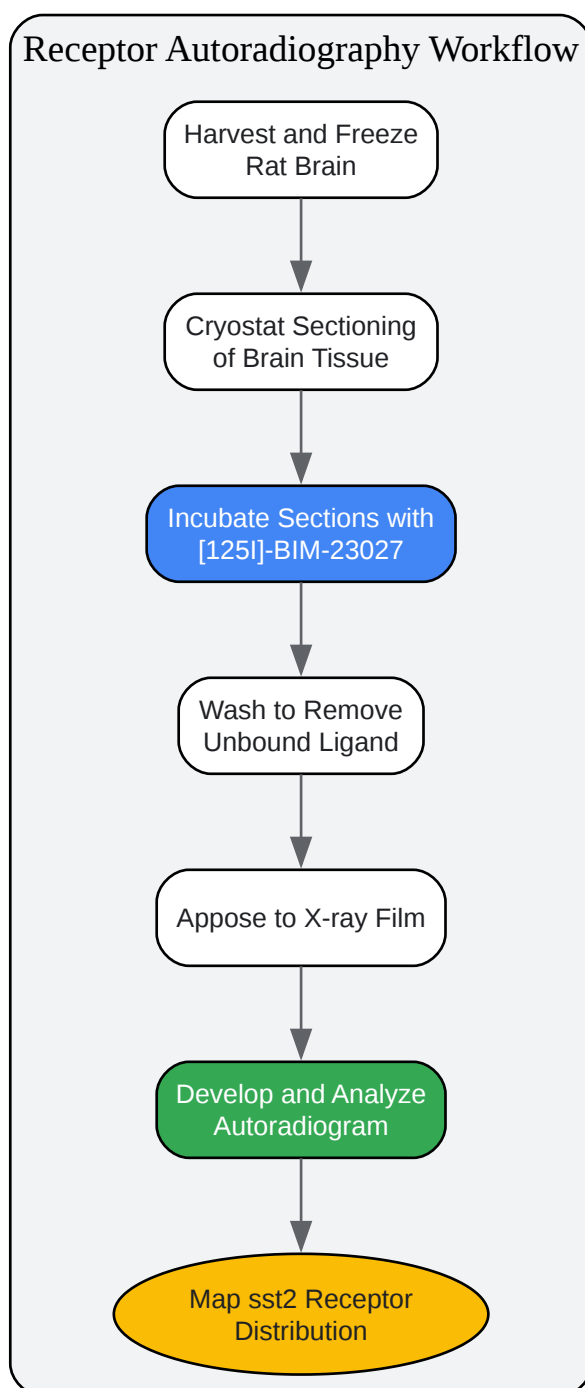 Receptor Autoradiography Workflow
Harvest and Freeze
Rat Brain
Cryostat Sectioning
of Brain Tissue
Incubate Sections with
[125I]-BIM-23027
Wash to Remove
Unbound Ligand
Appose to X-ray Film
Develop and Analyze
Autoradiogram
Map sst2 Receptor
Distribution